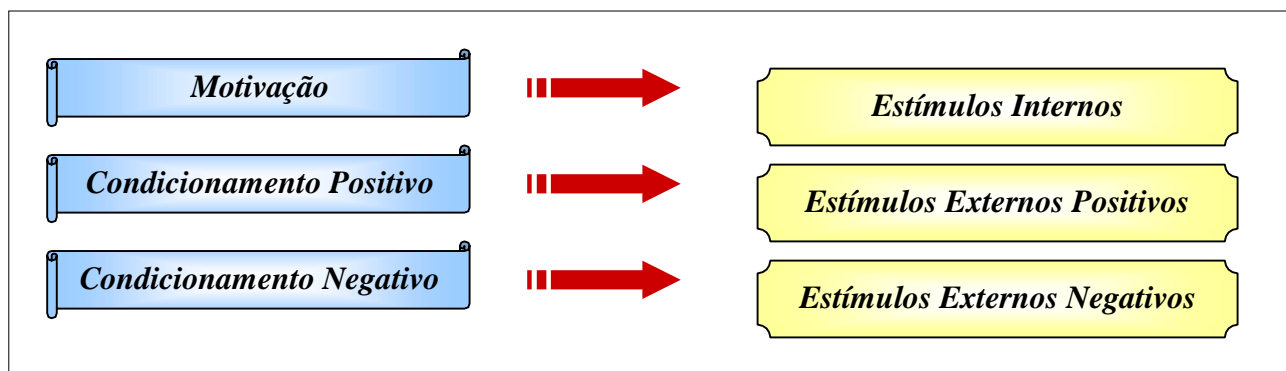 Motivação
Estímulos Internos
Condicionamento Positivo
Estímulos Externos Positivos
Condicionamento Negativo
Estímulos Externos Negativos